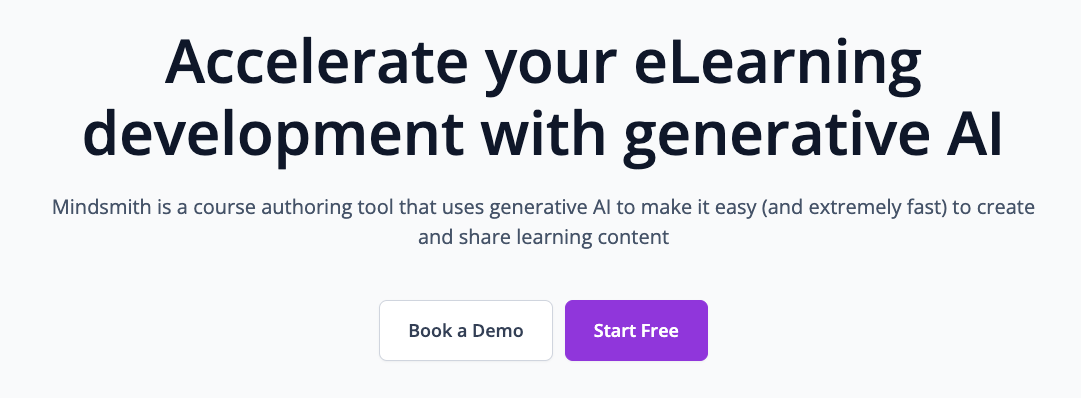 Accelerate your eLearning
development with generative AI
Mindsmith is a course authoring tool that uses generative AI to make it easy (and extremely fast) to create
and share learning content
Book a Demo
Start Free